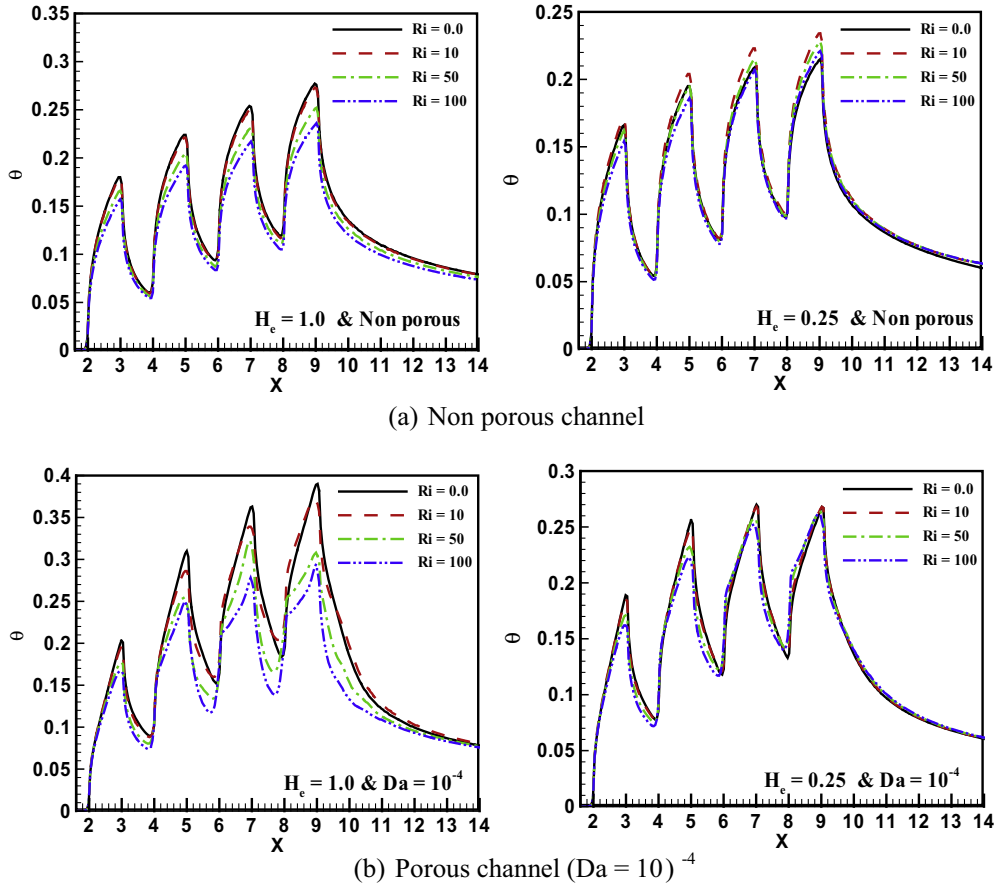 0.35
0.3
0.25
0.2
0.15
0.1
0.05
0
θ
Ri = 0.0
Ri = 10
Ri = 50
Ri = 100
H_e = 1.0 & Non porous
2 3 4 5 6 7 8 9 10 11 12 13 14
X
0.25
0.2
0.15
0.1
0.05
0
θ
Ri = 0.0
Ri = 10
Ri = 50
Ri = 100
H_e = 0.25 & Non porous
2 3 4 5 6 7 8 9 10 11 12 13 14
X
(a) Non porous channel
0.4
0.35
0.3
0.25
0.2
0.15
0.1
0.05
0
θ
Ri = 0.0
Ri = 10
Ri = 50
Ri = 100
H_e = 1.0 & Da = 10^-4
2 3 4 5 6 7 8 9 10 11 12 13 14
X
0.3
0.25
0.2
0.15
0.1
0.05
0
θ
Ri = 0.0
Ri = 10
Ri = 50
Ri = 100
H_e = 0.25 & Da = 10^-4
2 3 4 5 6 7 8 9 10 11 12 13 14
X
(b) Porous channel (Da = 10) ^-4